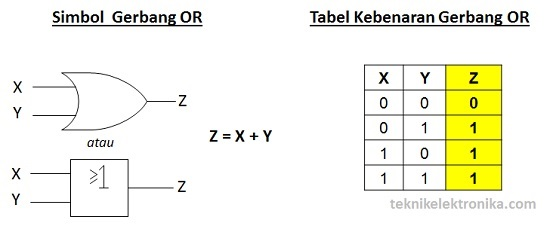 Simbol Gerbang OR
X
Y
Z
atau
X
Y
≥1
Z
Z = X + Y
Tabel Kebenaran Gerbang OR
X Y Z
0 0 0
0 1 1
1 0 1
1 1 1
teknikelektronika.com